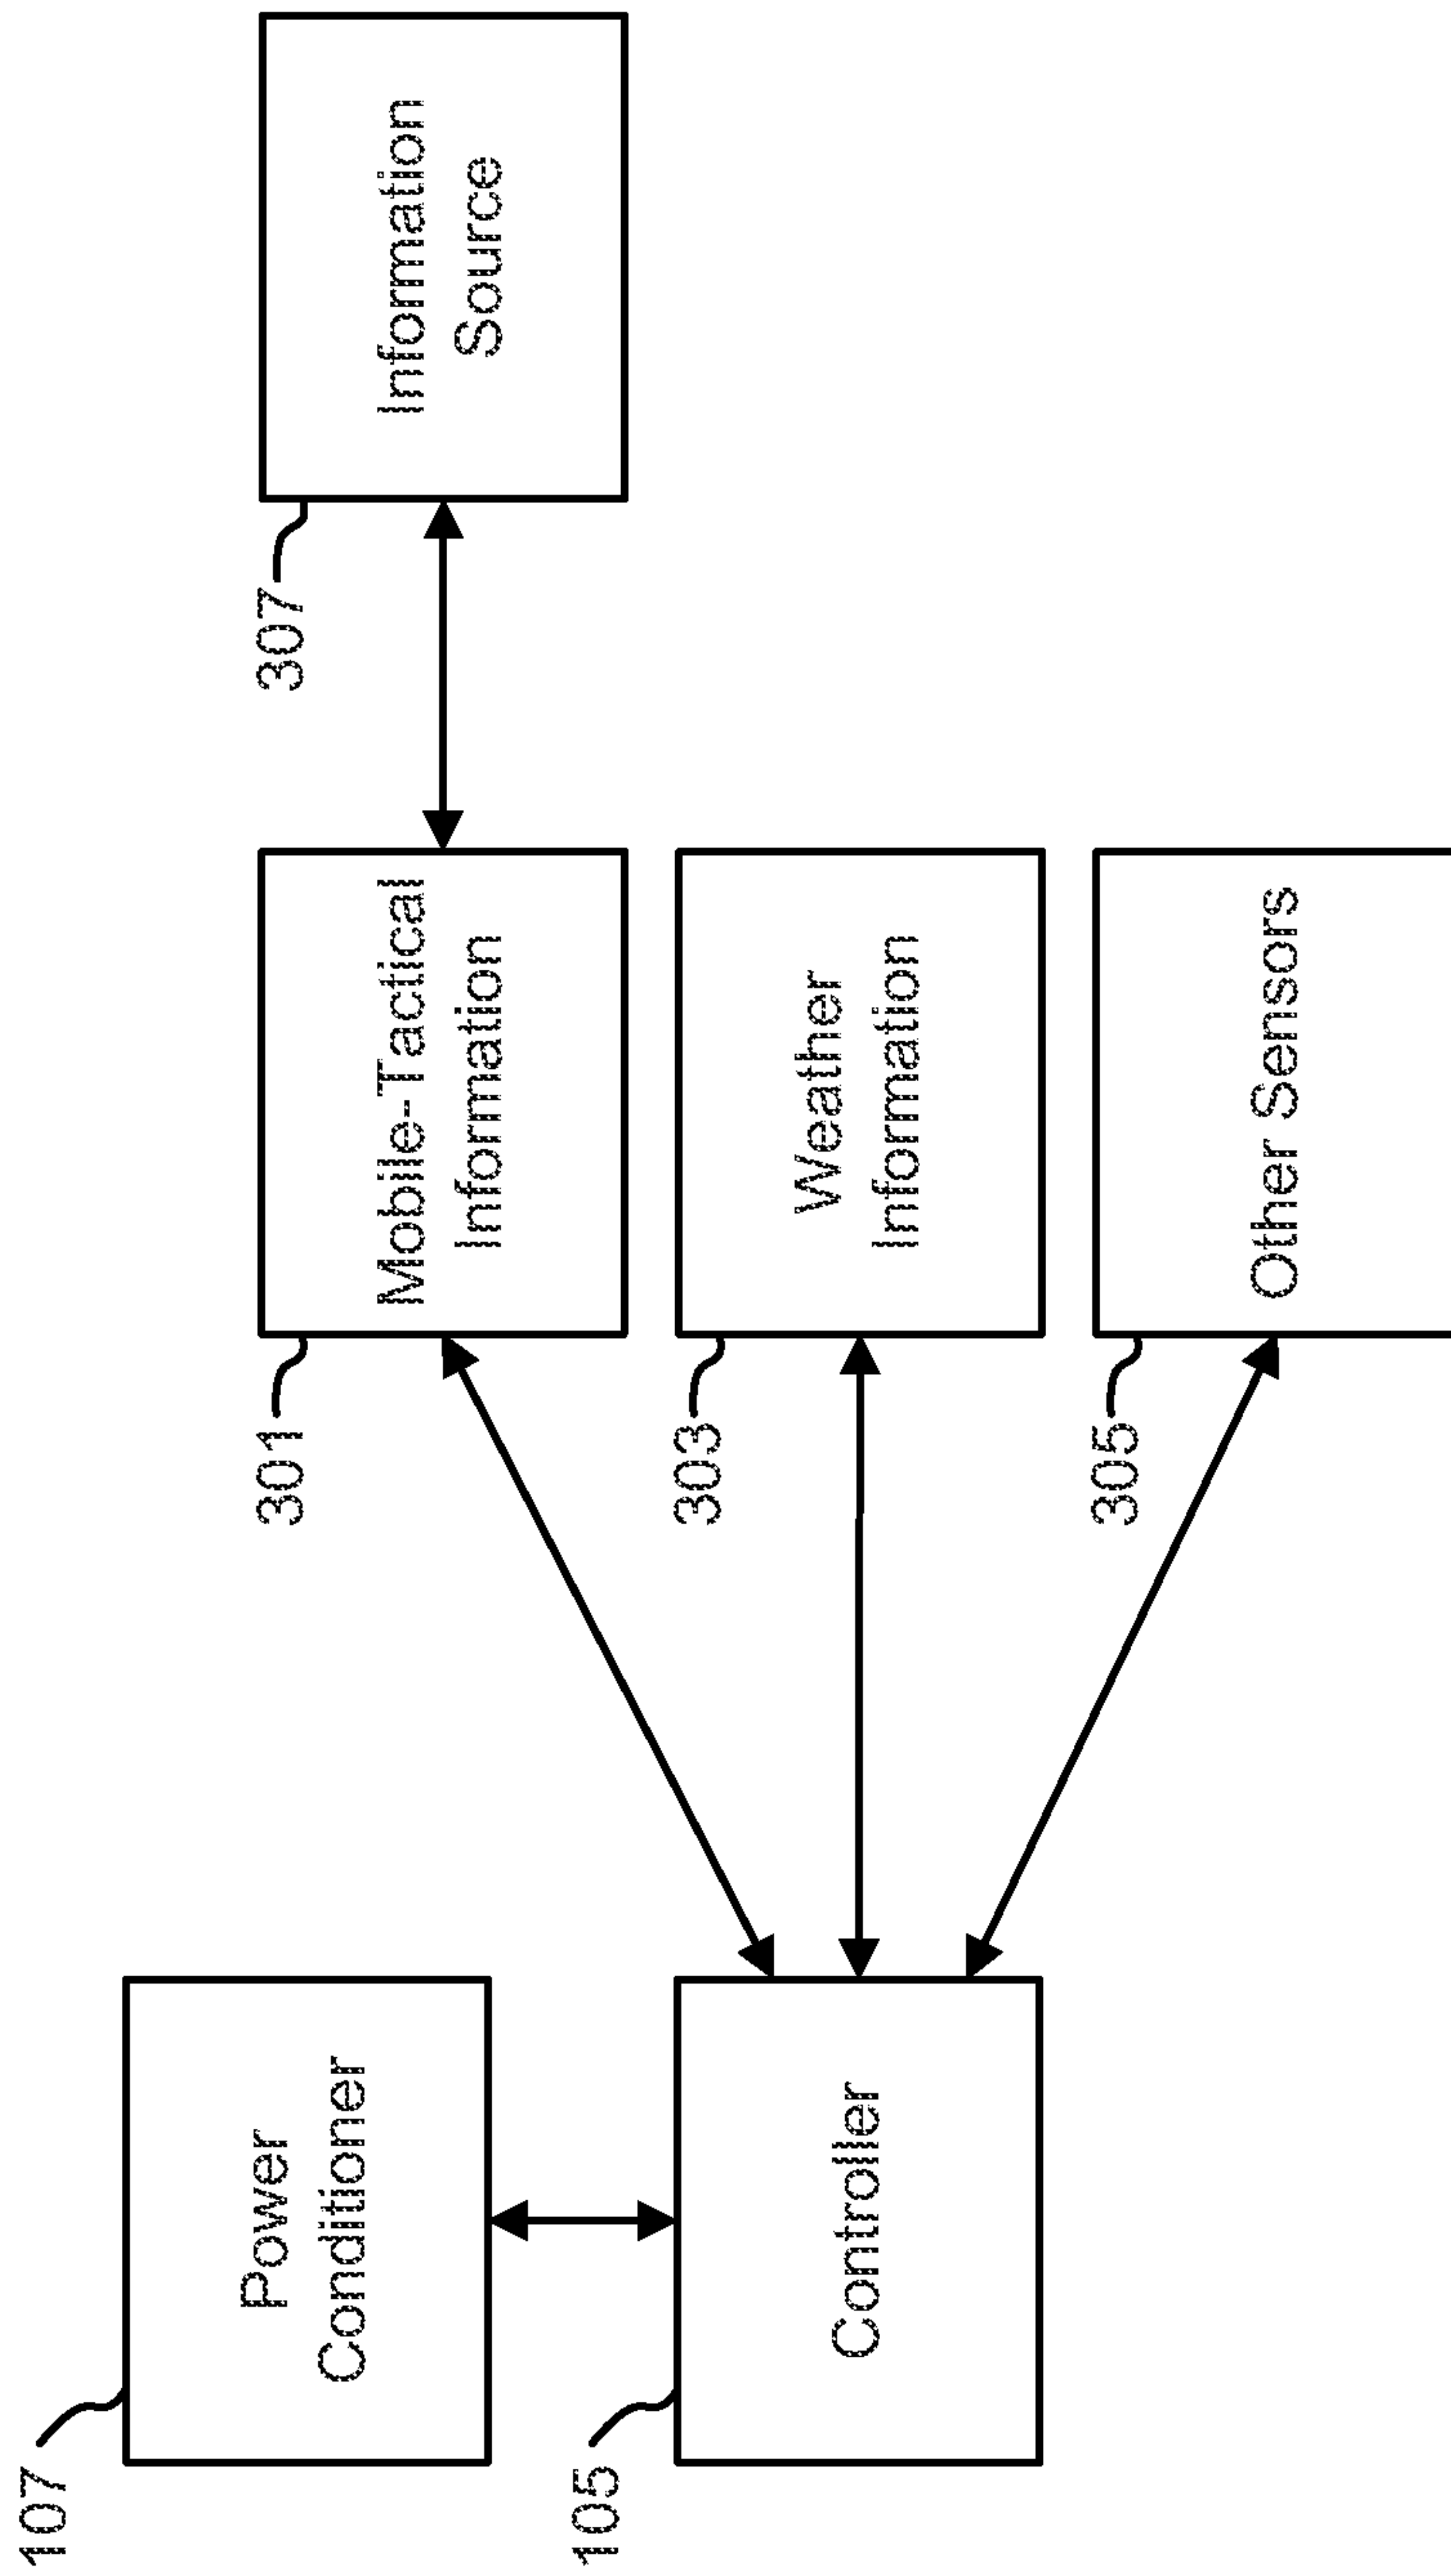 107
Power
Conditioner
105
Controller
301
Mobile-Tactical
Information
307
Information
Source
303
Weather
Information
305
Other Sensors